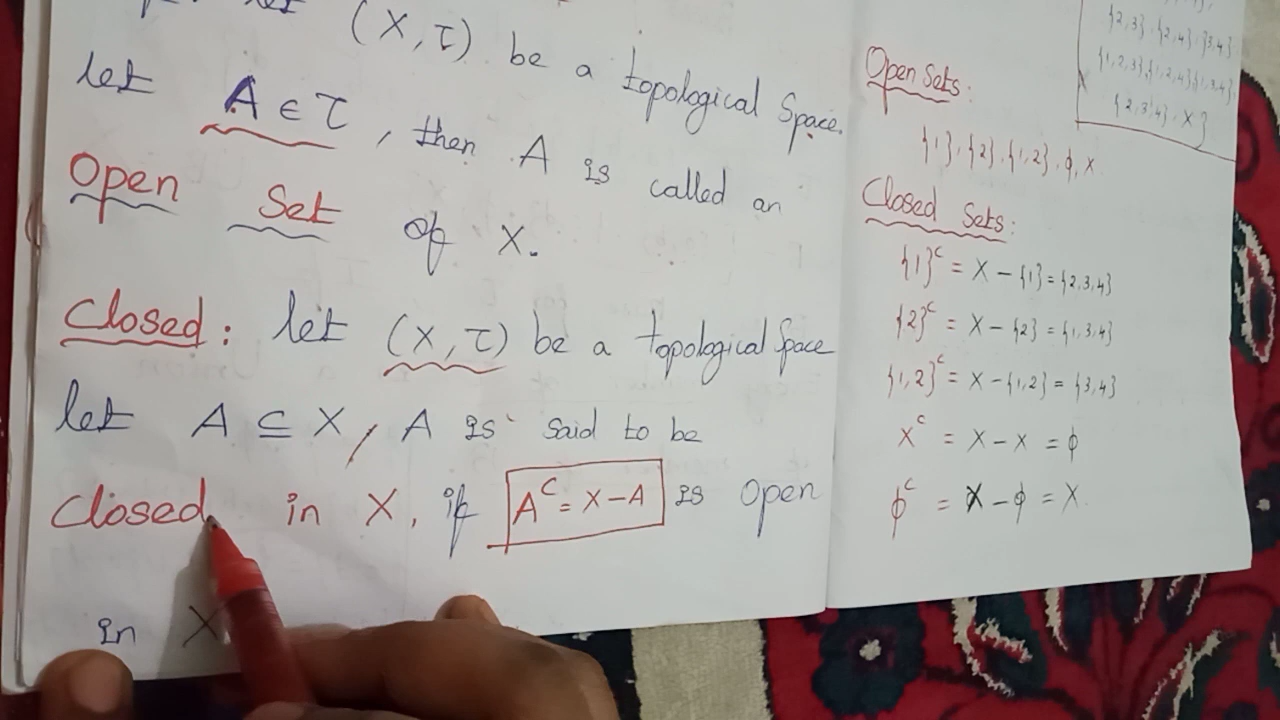 let (X, τ) be a topological Space.
let A ∈ τ, then A is called an
Open Set of X.
Closed: let (X, τ) be a topological Space
let A ⊆ X, A is said to be
Closed in X, if A^c = X - A is open
in X
{2,3}, {2,4}, {3,4}
{1,2,3}, {1,2,4}, {1,3,4},
{2,3,4}, X}
Open Sets:
{1}, {2}, {1,2}, ϕ, X
Closed Sets:
{1}^c = X - {1} = {2,3,4}
{2}^c = X - {2} = {1,3,4}
{1,2}^c = X - {1,2} = {3,4}
X^c = X - X = ϕ
ϕ^c = X - ϕ = X.